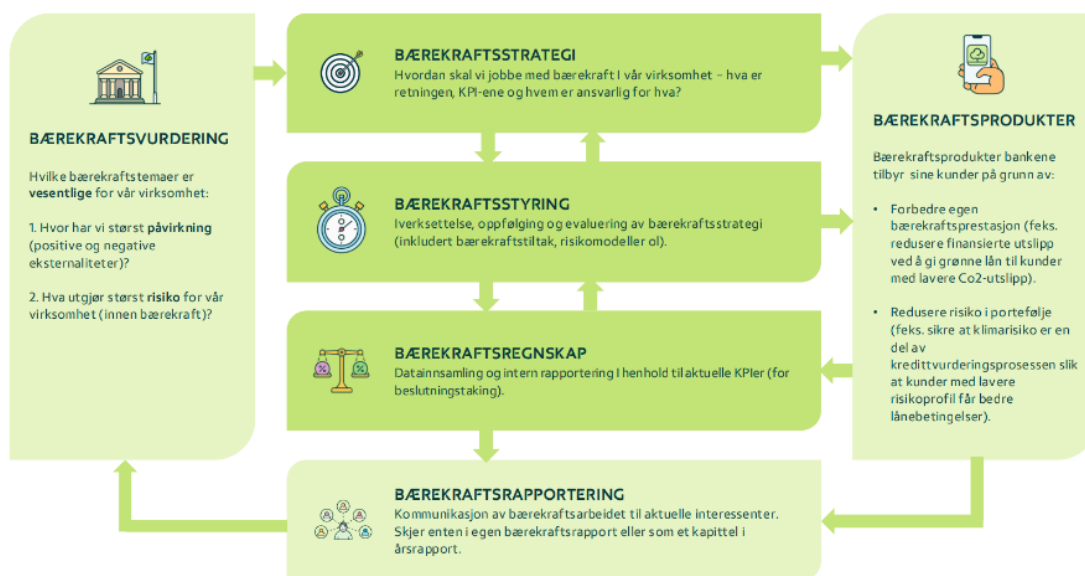 BÆREKRAFTSVURDERING
Hvilke bærekraftstemaer er
vesentlige for vår virksomhet:
1. Hvor har vi størst påvirkning
(positive og negative
eksternaliteter)?
2. Hva utgjør størst risiko for vår
virksomhet (innen bærekraft)?
BÆREKRAFTSSTRATEGI
Hvordan skal vi jobbe med bærekraft I vår virksomhet – hva er
retningen, KPI-ene og hvem er ansvarlig for hva?
BÆREKRAFTSSTYRING
Iverksettelse, oppfølging og evaluering av bærekraftsstrategi
(inkludert bærekraftstiltak, risikomodeller ol).
BÆREKRAFTSREGNSKAP
Datainnsamling og intern rapportering I henhold til aktuelle KPIer (for
beslutningstaking).
BÆREKRAFTSRAPPORTERING
Kommunikasjon av bærekraftsarbeidet til aktuelle interessenter.
Skjer enten i egen bærekraftsrapport eller som et kapittel i
årsrapport.
BÆREKRAFTSPRODUKTER
Bærekraftsprodukter bankene
tilbyr sine kunder på grunn av:
• Forbedre egen
bærekraftsprestasjon (feks.
redusere finansierte utslipp
ved å gi grønne lån til kunder
med lavere Co2-utslipp).
• Redusere risiko i portefølje
(feks. sikre at klimarisiko er en
del av
kredittvurderingsprosessen slik
at kunder med lavere
risikoprofil får bedre
lånebetingelser).